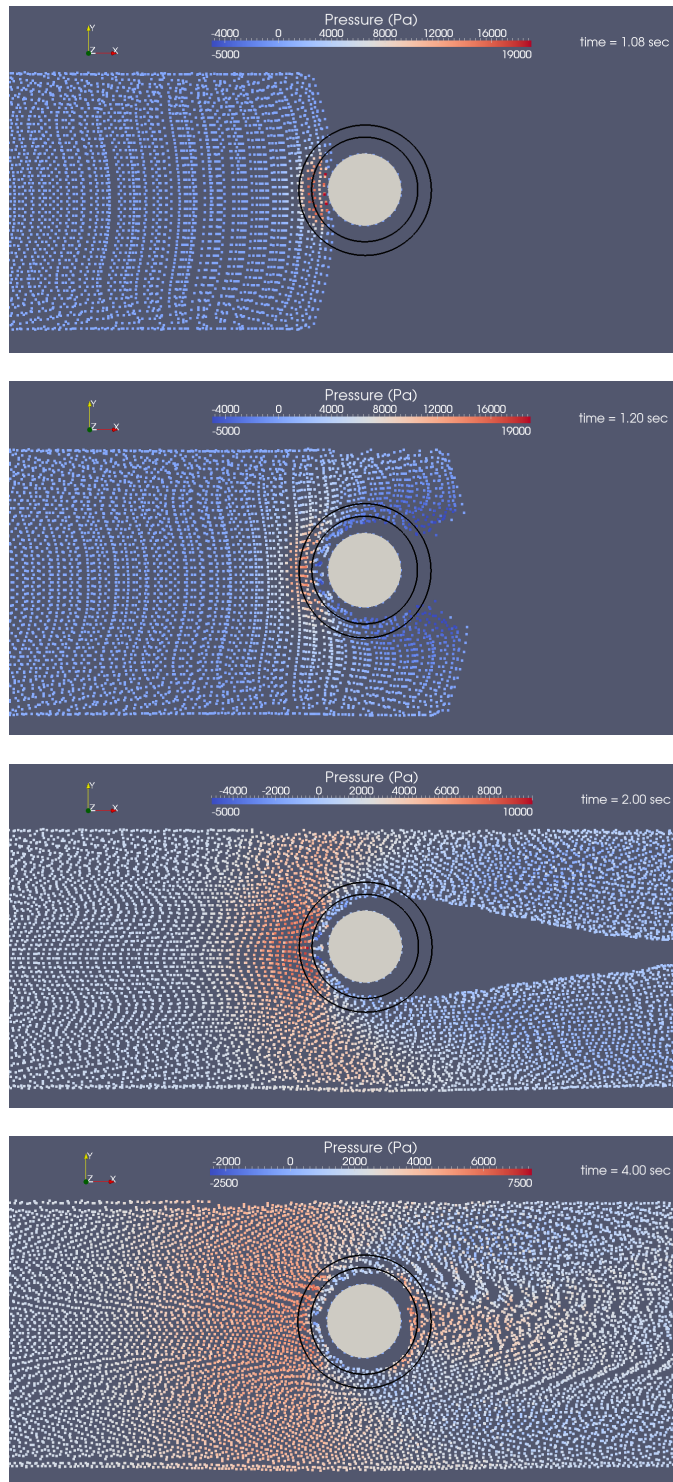 Pressure (Pa)
-4000 0 4000 8000 12000 16000
-5000 19000
time = 1.08 sec
Y
Z X
Pressure (Pa)
-4000 0 4000 8000 12000 16000
-5000 19000
time = 1.20 sec
Y
Z X
Pressure (Pa)
-4000 -2000 0 2000 4000 6000 8000
-5000 10000
time = 2.00 sec
Y
Z X
Pressure (Pa)
-2000 0 2000 4000 6000
-2500 7500
time = 4.00 sec
Y
Z X